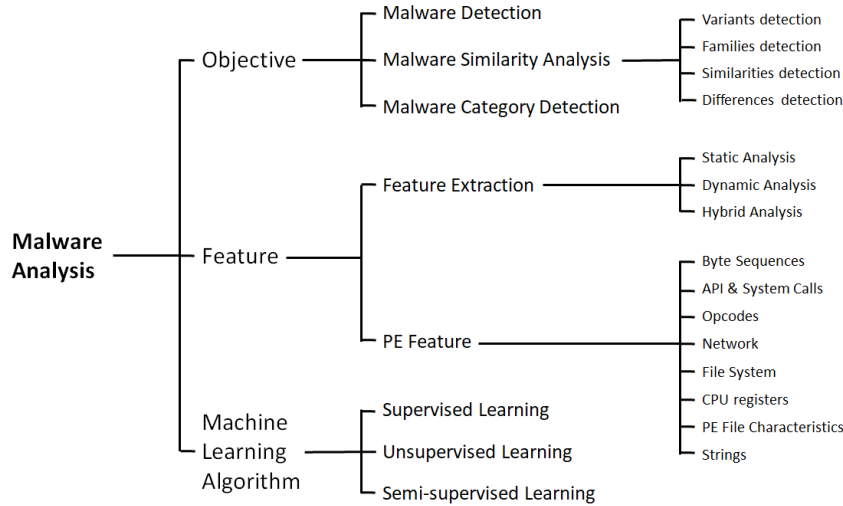 Malware
Analysis
Objective
Malware Detection
Malware Similarity Analysis
Variants detection
Families detection
Similarities detection
Differences detection
Malware Category Detection
Feature
Feature Extraction
Static Analysis
Dynamic Analysis
Hybrid Analysis
PE Feature
Byte Sequences
API & System Calls
Opcodes
Network
File System
CPU registers
PE File Characteristics
Strings
Machine
Learning
Algorithm
Supervised Learning
Unsupervised Learning
Semi-supervised Learning